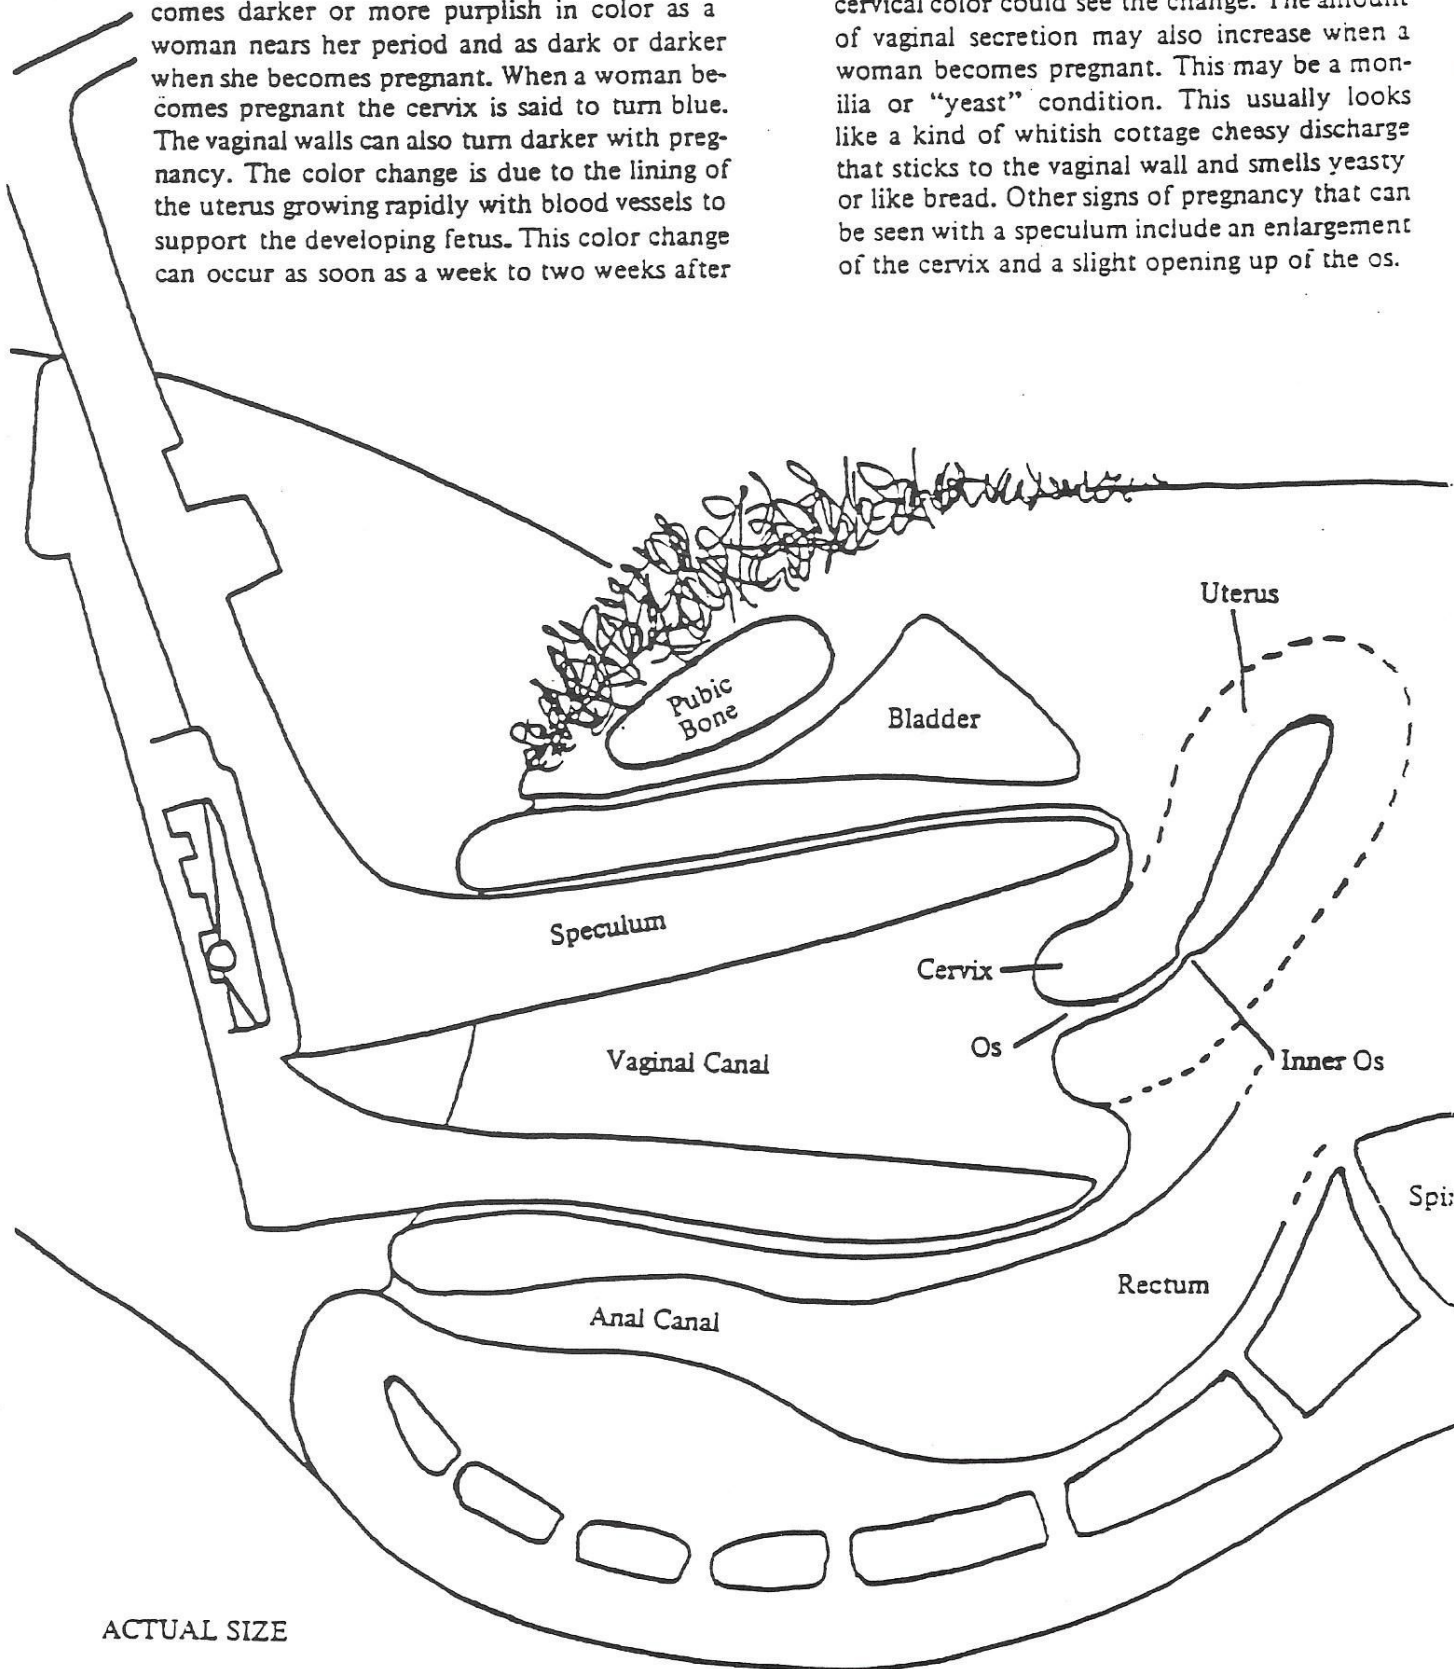 comes darker or more purplish in color as a
woman nears her period and as dark or darker
when she becomes pregnant. When a woman be-
comes pregnant the cervix is said to turn blue.
The vaginal walls can also turn darker with preg-
nancy. The color change is due to the lining of
the uterus growing rapidly with blood vessels to
support the developing fetus. This color change
can occur as soon as a week to two weeks after
cervical color could see the change. The amount
of vaginal secretion may also increase when a
woman becomes pregnant. This may be a mon-
ilia or “yeast” condition. This usually looks
like a kind of whitish cottage cheesy discharge
that sticks to the vaginal wall and smells yeasty
or like bread. Other signs of pregnancy that can
be seen with a speculum include an enlargement
of the cervix and a slight opening up of the os.
Uterus
Pubic
Bone
Bladder
Speculum
Cervix
Os
Vaginal Canal
Inner Os
Rectum
Anal Canal
ACTUAL SIZE